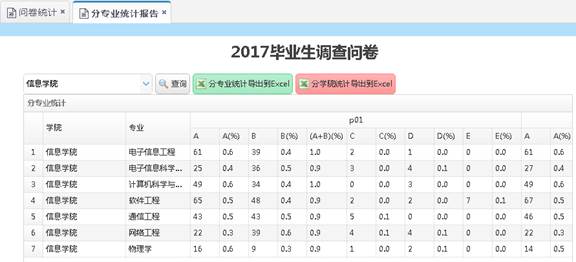 问卷统计 × 分专业统计报告 ×
2017毕业生调查问卷
信息学院 查询 分专业统计导出到Excel 分学院统计导出到Excel
分专业统计
学院 专业 p01
A A(%) B B(%) (A+B)(%) C C(%) D D(%) E E(%) A A(%)
1 信息学院 电子信息工程 61 0.6 39 0.4 1.0 2 0.0 1 0.0 0 0.0 61 0.6
2 信息学院 电子信息科学... 25 0.4 36 0.5 0.9 3 0.0 4 0.1 0 0.0 27 0.4
3 信息学院 计算机科学与... 49 0.6 34 0.4 1.0 0 0.0 3 0.0 0 0.0 49 0.6
4 信息学院 软件工程 65 0.5 48 0.4 0.9 2 0.0 2 0.0 7 0.1 67 0.5
5 信息学院 通信工程 43 0.5 43 0.5 0.9 5 0.1 0 0.0 0 0.0 46 0.5
6 信息学院 网络工程 22 0.3 39 0.6 0.9 4 0.1 4 0.1 0 0.0 22 0.3
7 信息学院 物理学 16 0.6 9 0.3 0.9 1 0.0 2 0.1 0 0.0 14 0.5